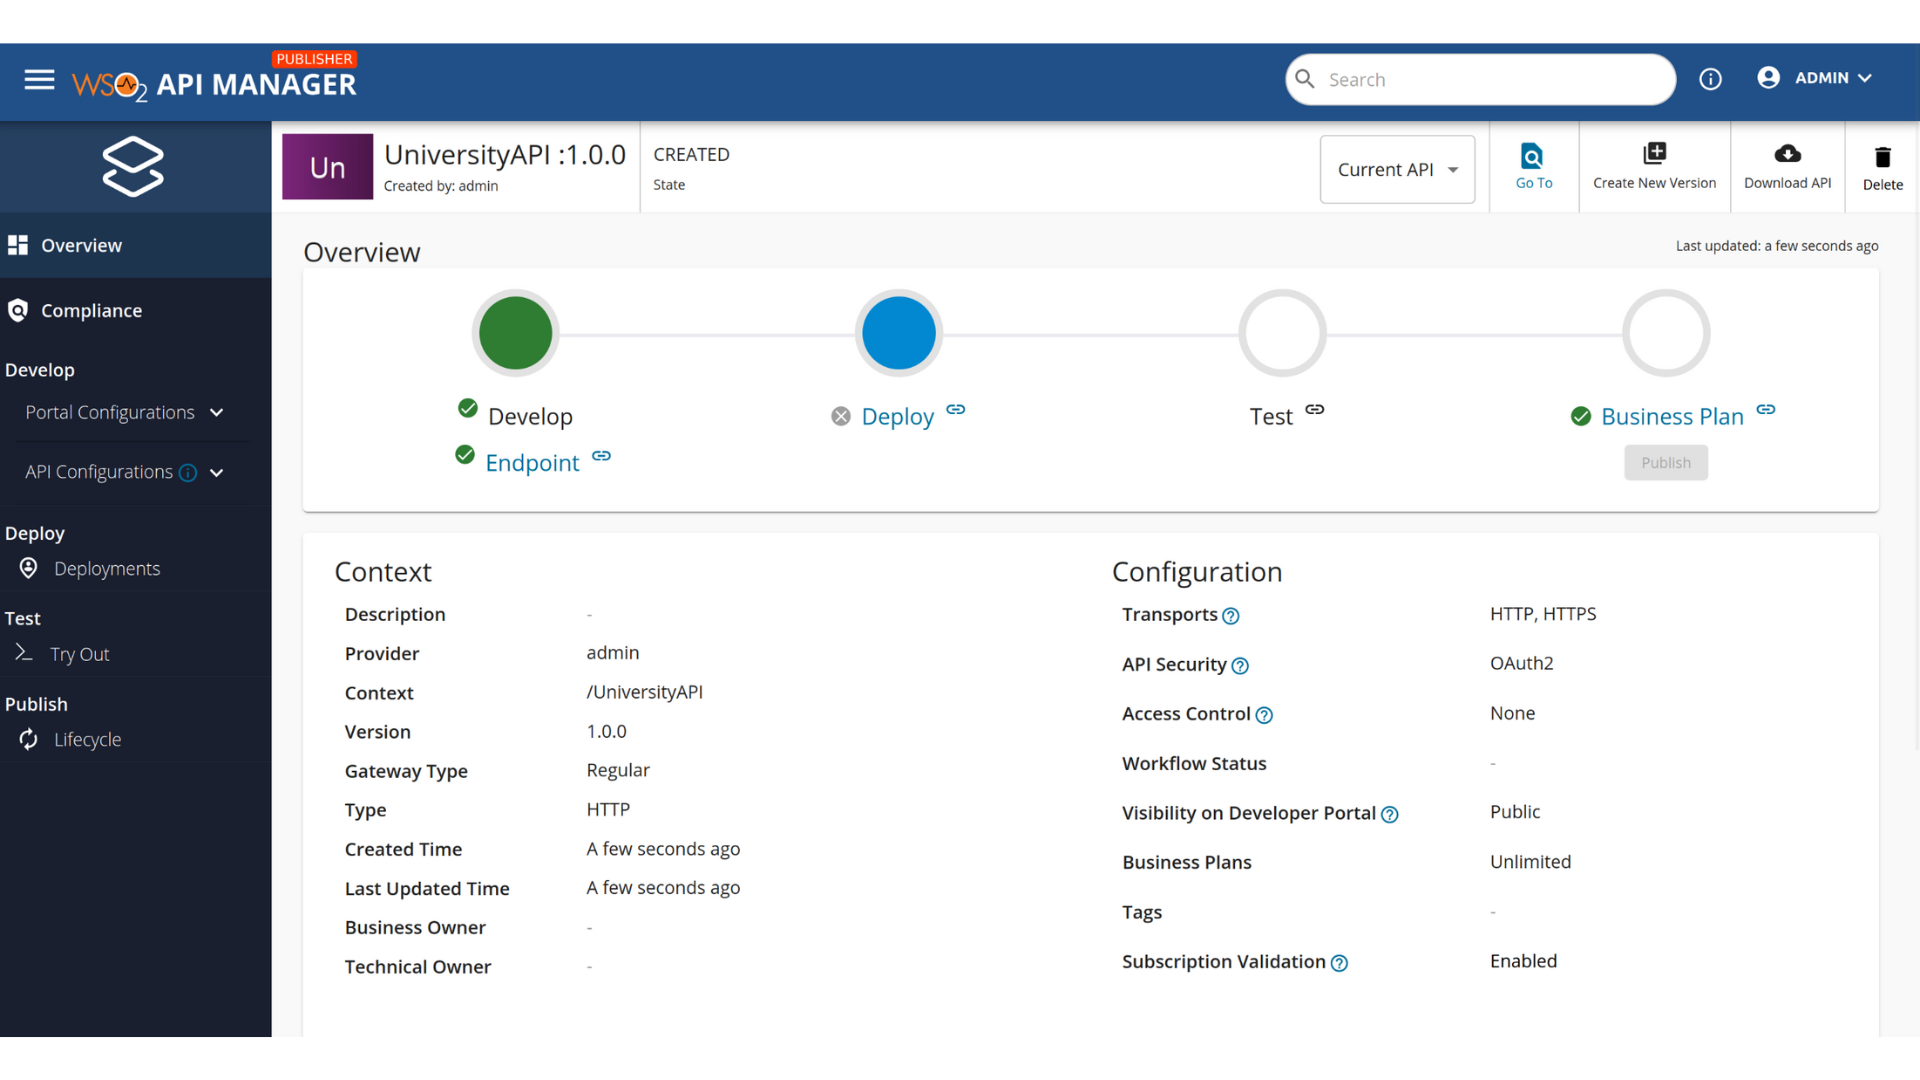 PUBLISHER
WSO2 API MANAGER
Search
ADMIN
Un
UniversityAPI :1.0.0
Created by: admin
CREATED
State
Current API
Go To
Create New Version
Download API
Delete
Overview
Compliance
Develop
Portal Configurations
API Configurations
Deploy
Deployments
Test
Try Out
Publish
Lifecycle
Overview
Last updated: a few seconds ago
Develop
Endpoint
Deploy
Test
Business Plan
Publish
Context
Description -
Provider admin
Context /UniversityAPI
Version 1.0.0
Gateway Type Regular
Type HTTP
Created Time A few seconds ago
Last Updated Time A few seconds ago
Business Owner -
Technical Owner -
Configuration
Transports HTTP, HTTPS
API Security OAuth2
Access Control None
Workflow Status -
Visibility on Developer Portal Public
Business Plans Unlimited
Tags -
Subscription Validation Enabled